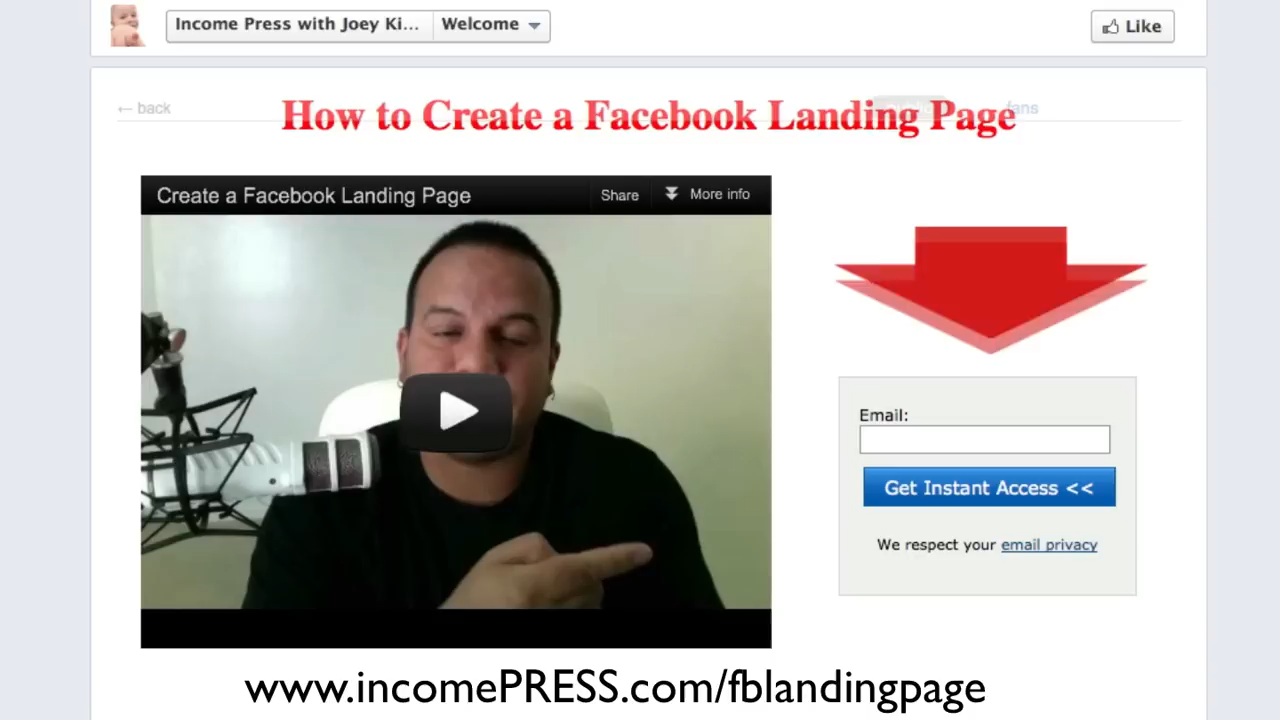 Income Press with Joey Ki... Welcome
Like
← back
fans
How to Create a Facebook Landing Page
Create a Facebook Landing Page Share More info
Email:
Get Instant Access <<
We respect your email privacy
www.incomePRESS.com/fblandingpage